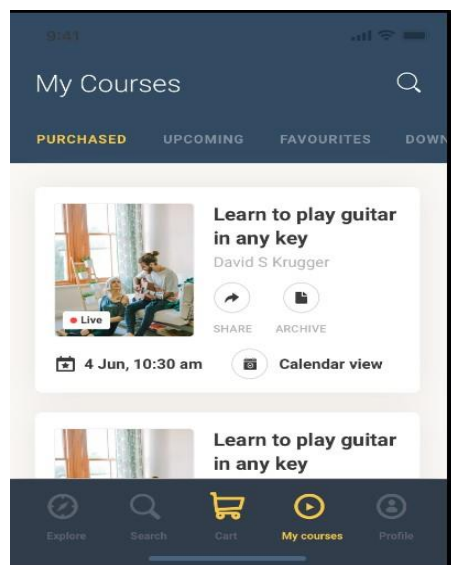 9:41
My Courses
PURCHASED UPCOMING FAVOURITES DOWN
Learn to play guitar
in any key
David S Krugger
Live
SHARE ARCHIVE
4 Jun, 10:30 am Calendar view
Learn to play guitar
in any key
Explore Search Cart My courses Profile